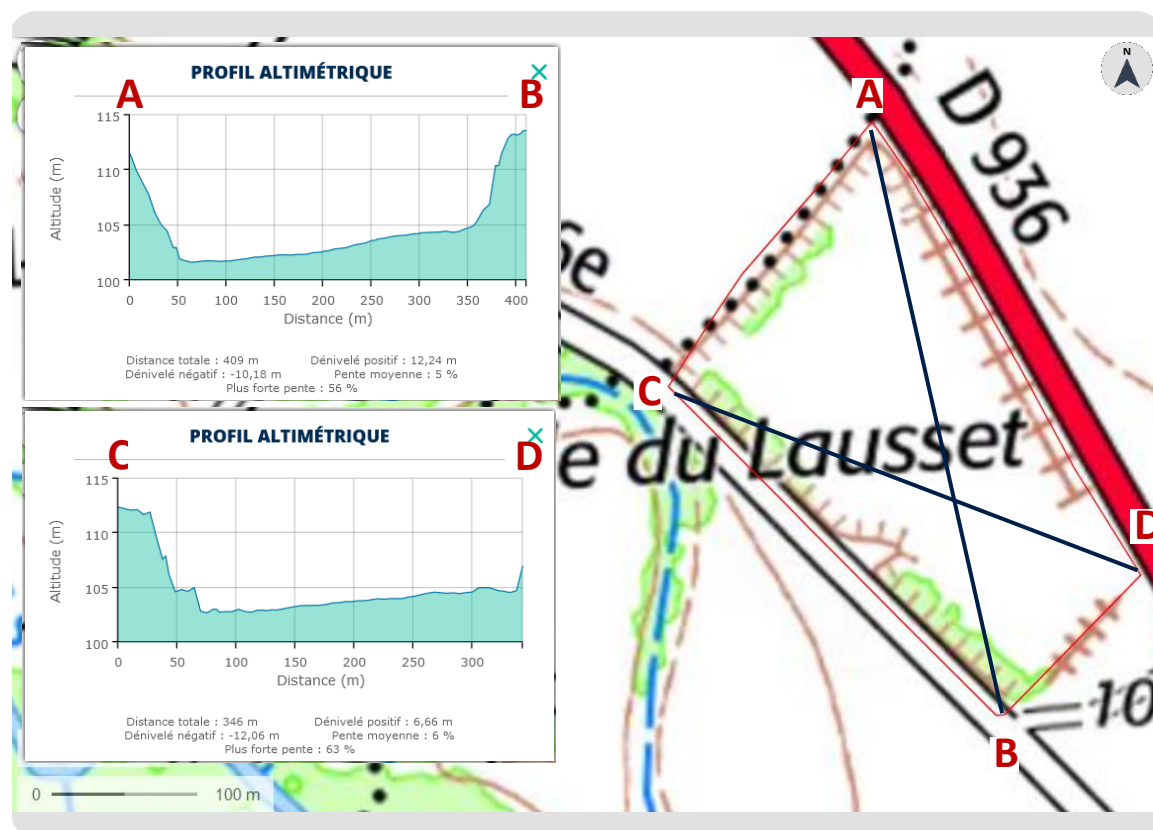 PROFIL ALTIMÉTRIQUE
A
B
115
110
105
100
Altitude (m)
0
50
100
150
200
250
300
350
400
Distance (m)
Distance totale : 409 m
Dénivelé positif : 12,24 m
Dénivelé négatif : -10,18 m
Pente moyenne : 5 %
Plus forte pente : 56 %
PROFIL ALTIMÉTRIQUE
C
D
115
110
105
100
Altitude (m)
0
50
100
150
200
250
300
Distance (m)
Distance totale : 346 m
Dénivelé positif : 6,66 m
Dénivelé négatif : -12,06 m
Pente moyenne : 6 %
Plus forte pente : 63 %
0
100 m
N
A
D 936
C
e du Lausset
D
B
10